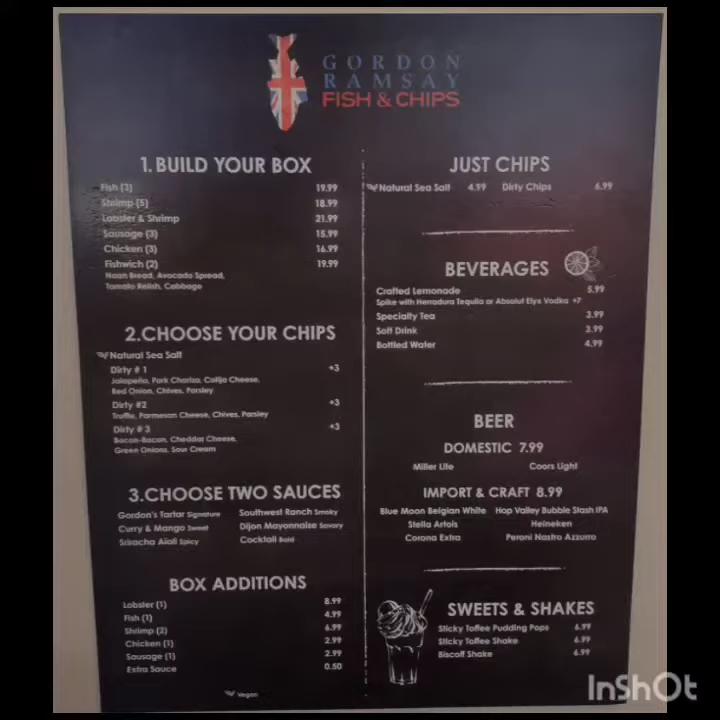 GORDON
RAMSAY
FISH & CHIPS
1. BUILD YOUR BOX
Fish (3) 19.99
Shrimp (5) 18.99
Lobster & Shrimp 21.99
Sausage (3) 15.99
Chicken (3) 16.99
Fishwich (2) 19.99
Naan Bread, Avocado Spread,
Tomato Relish, Cabbage
2.CHOOSE YOUR CHIPS
Natural Sea Salt
Dirty # 1 +3
Jalapeño, Pork Chorizo, Cotija Cheese,
Red Onion, Chives, Parsley
Dirty #2 +3
Truffle, Parmesan Cheese, Chives, Parsley
Dirty # 3 +3
Bacon-Bacon, Cheddar Cheese,
Green Onions, Sour Cream
3.CHOOSE TWO SAUCES
Gordon's Tartar Signature Southwest Ranch Smoky
Curry & Mango Sweet Dijon Mayonnaise Savory
Sriracha Aioli Spicy Cocktail Bold
BOX ADDITIONS
Lobster (1) 8.99
Fish (1) 4.99
Shrimp (2) 6.99
Chicken (1) 2.99
Sausage (1) 2.99
Extra Sauce 0.50
Vegan
JUST CHIPS
Natural Sea Salt 4.99 Dirty Chips 6.99
BEVERAGES
Crafted Lemonade 5.99
Spike with Herradura Tequila or Absolut Elyx Vodka +7
Specialty Tea 3.99
Soft Drink 3.99
Bottled Water 4.99
BEER
DOMESTIC 7.99
Miller Lite Coors Light
IMPORT & CRAFT 8.99
Blue Moon Belgian White Hop Valley Bubble Stash IPA
Stella Artois Heineken
Corona Extra Peroni Nastro Azzurro
SWEETS & SHAKES
Sticky Toffee Pudding Pops 6.99
Sticky Toffee Shake 6.99
Biscoff Shake 6.99
InShOt